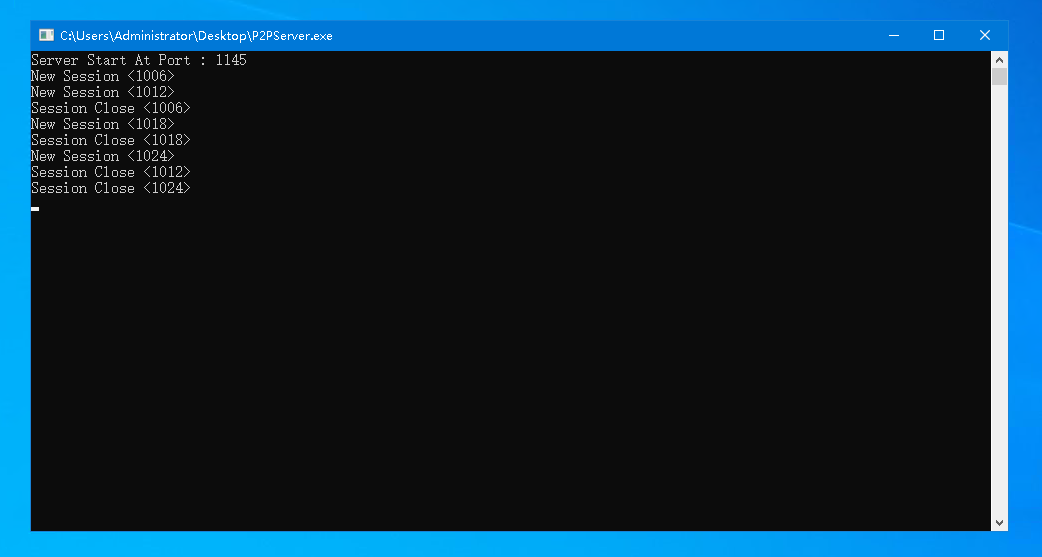 C:\Users\Administrator\Desktop\P2PServer.exe
Server Start At Port : 1145
New Session <1006>
New Session <1012>
Session Close <1006>
New Session <1018>
Session Close <1018>
New Session <1024>
Session Close <1012>
Session Close <1024>